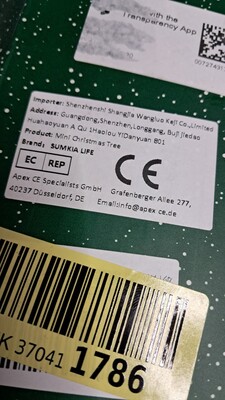 with the
Transparency App
00727491
Importer: Shenzhenshi Shangjia Wangluo Keji Co.,Limited
Address: Guangdong,Shenzhen,Longgang, Buji Jiedao
Huahaoyuan A QU 1Haolou YIDanyuan 801
Product: Mini Christmas Tree
Brand: SUMKIA LIFE
EC REP CE
Apex CE Specialists GmbH Grafenberger Allee 277,
40237 Düsseldorf, DE Email:info@apex ce.de
K 37041 1786